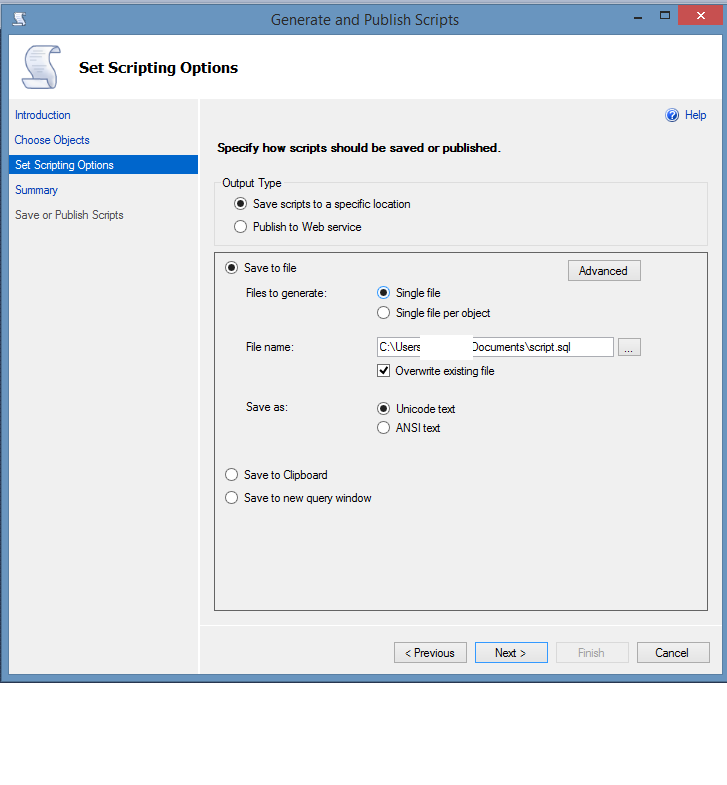 Generate and Publish Scripts
Set Scripting Options
Introduction
Choose Objects
Set Scripting Options
Summary
Save or Publish Scripts
Help
Specify how scripts should be saved or published.
Output Type
Save scripts to a specific location
Publish to Web service
Save to file
Advanced
Files to generate:
Single file
Single file per object
File name:
C:\Users Documents\script.sql
...
Overwrite existing file
Save as:
Unicode text
ANSI text
Save to Clipboard
Save to new query window
< Previous
Next >
Finish
Cancel